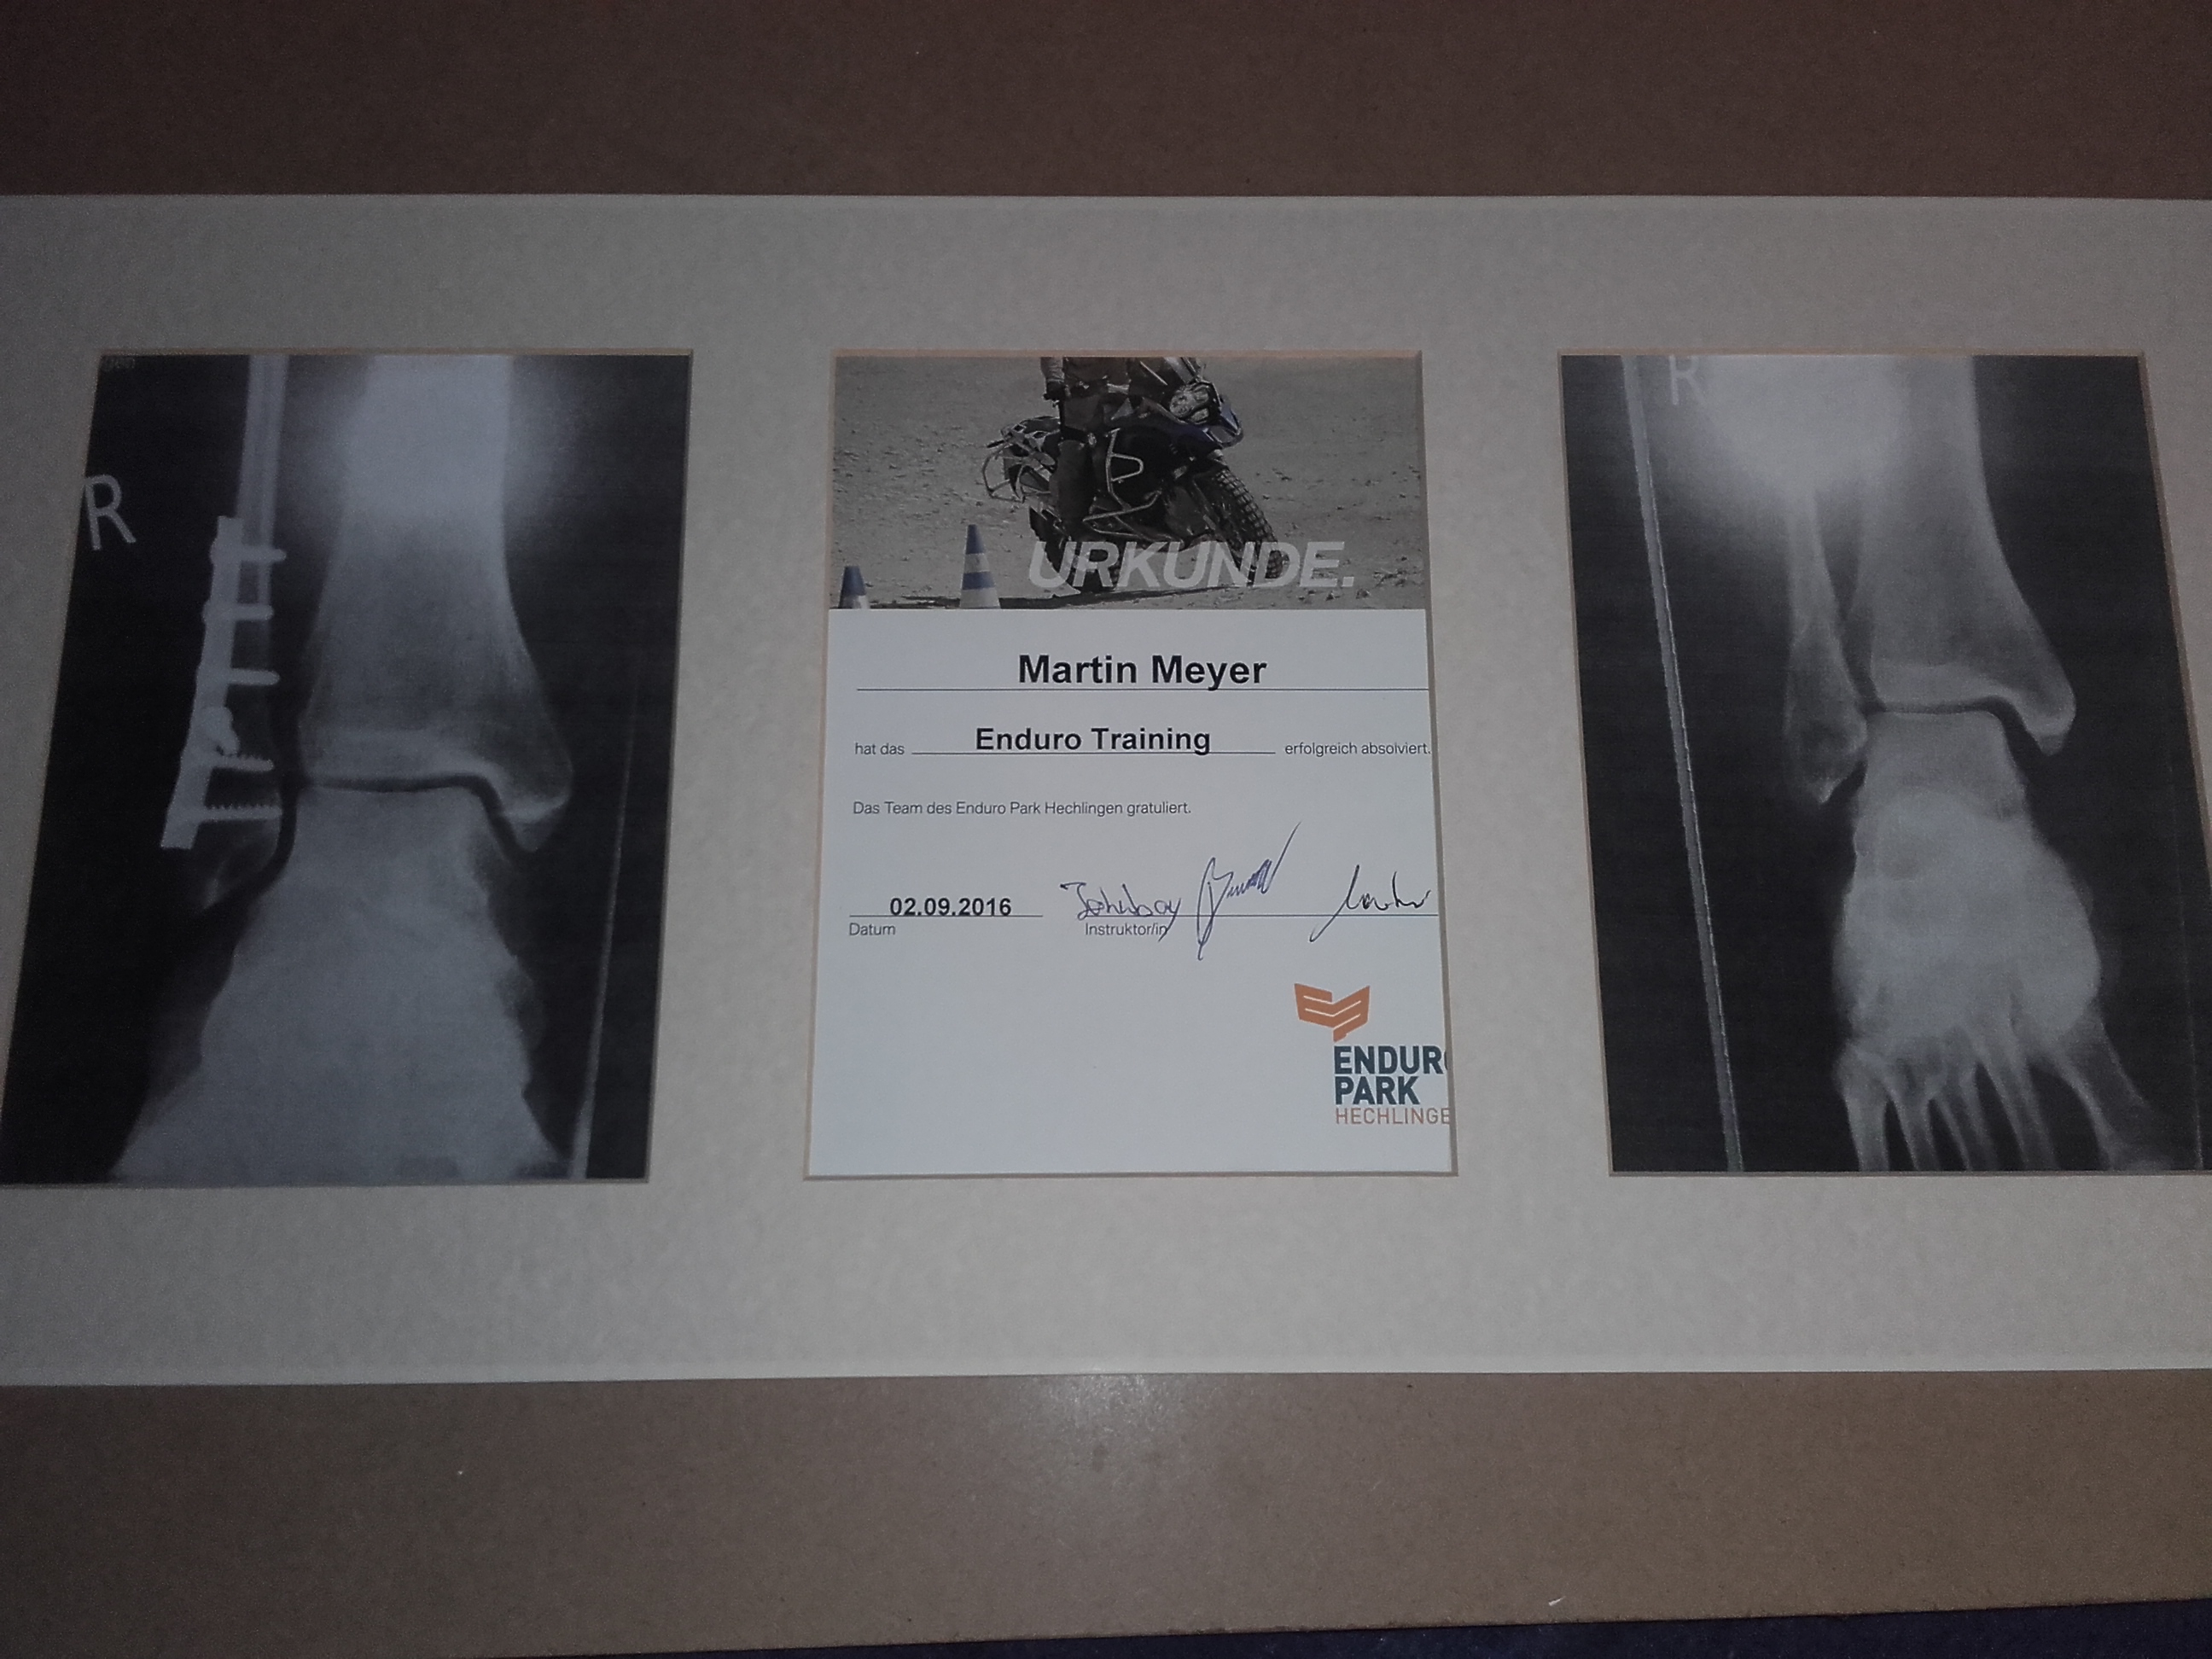 R
URKUNDE.
Martin Meyer
hat das Enduro Training erfolgreich absolviert.
Das Team des Enduro Park Hechlingen gratuliert.
02.09.2016 Johnboy
Datum Instruktor/in
ENDURO
PARK
HECHLINGE
R